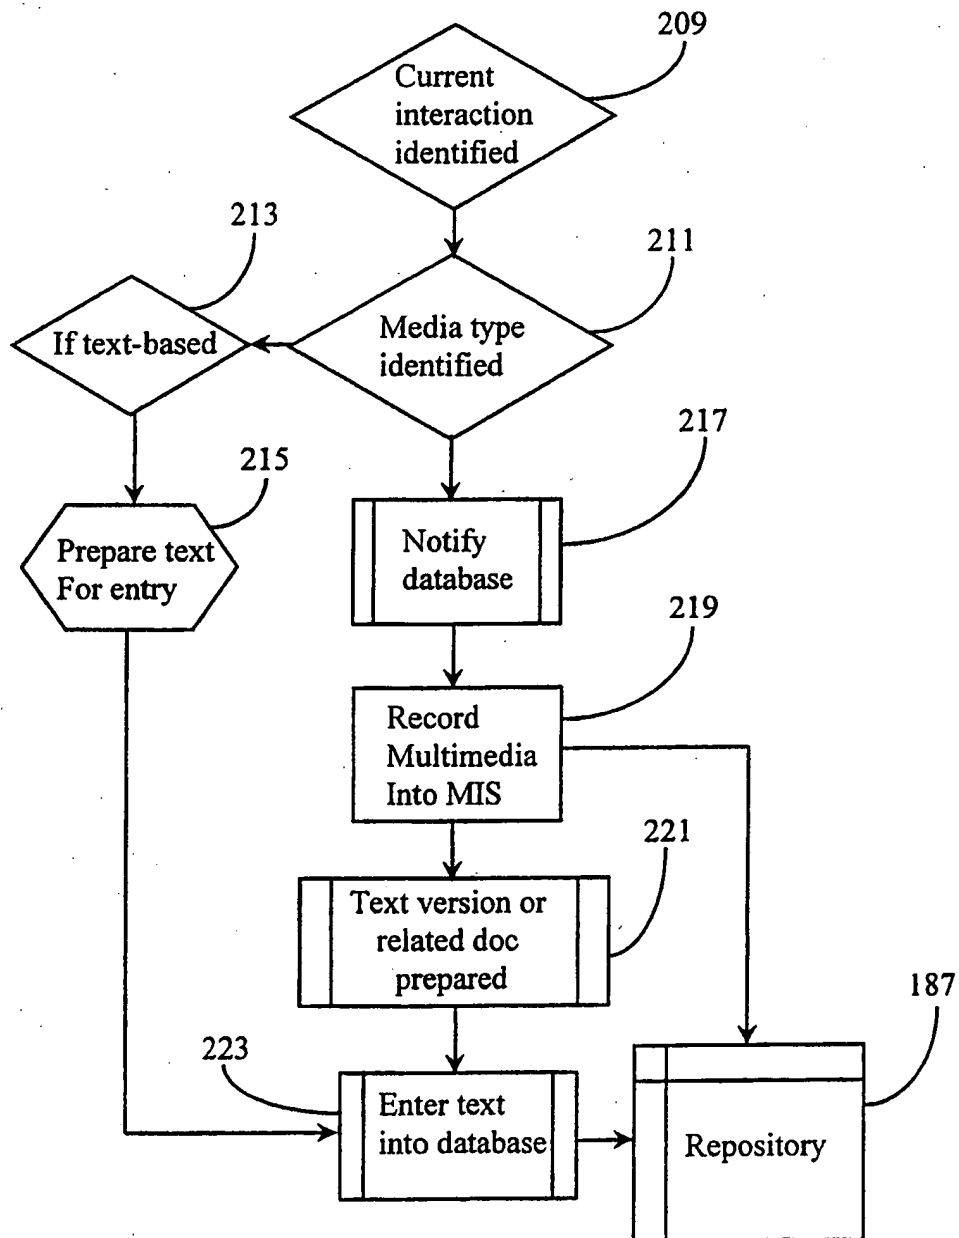 209
Current
interaction
identified
213
211
If text-based
Media type
identified
217
215
Prepare text
For entry
Notify
database
219
Record
Multimedia
Into MIS
221
Text version or
related doc
prepared
187
223
Enter text
into database
Repository